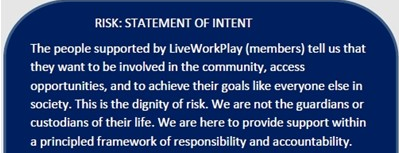 RISK: STATEMENT OF INTENT
The people supported by LiveWorkPlay (members) tell us that
they want to be involved in the community, access
opportunities, and to achieve their goals like everyone else in
society. This is the dignity of risk. We are not the guardians or
custodians of their life. We are here to provide support within
a principled framework of responsibility and accountability.